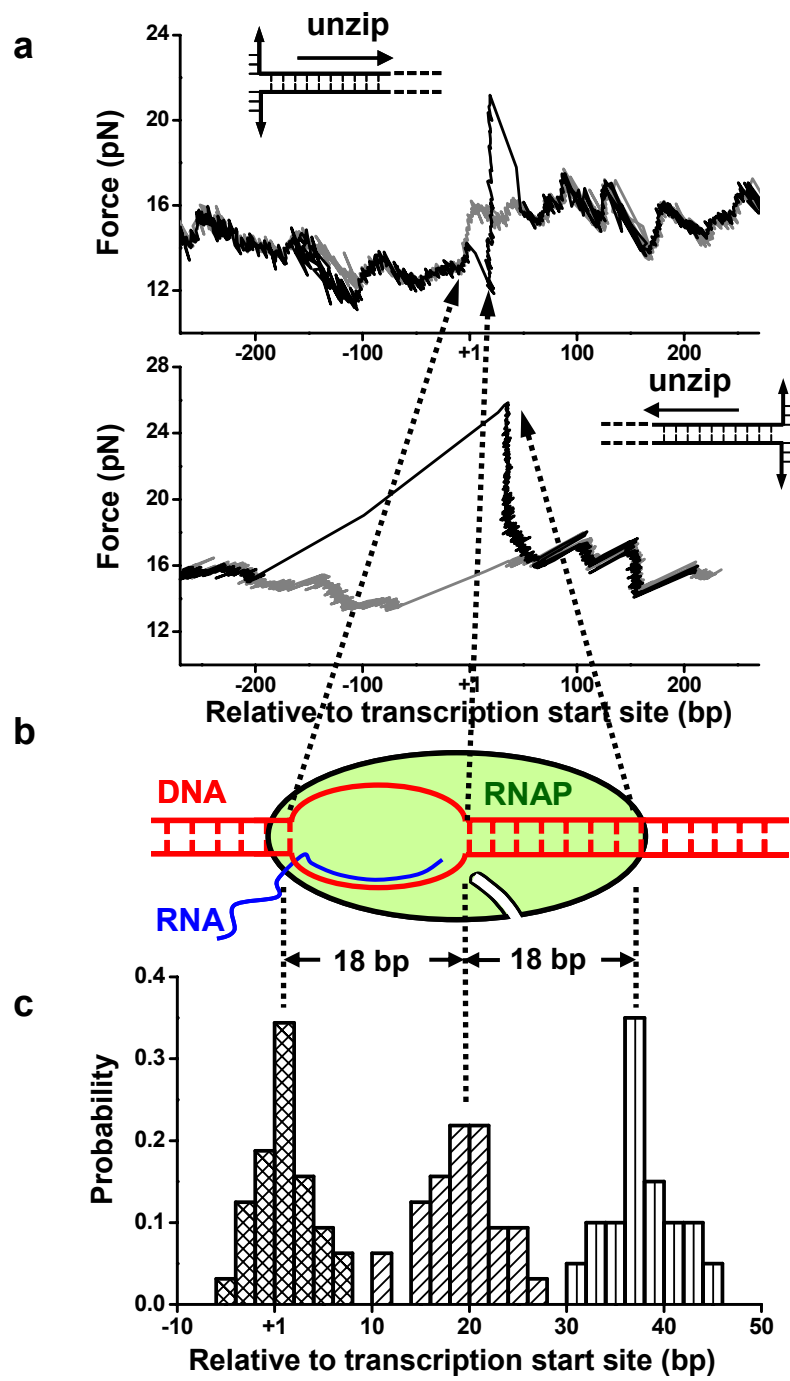 a
unzip
Force (pN)
24
20
16
12
-200 -100 +1 100 200
unzip
Force (pN)
28
24
20
16
12
-200 -100 +1 100 200
Relative to transcription start site (bp)
b
DNA
RNAP
RNA
18 bp 18 bp
c
Probability
0.4
0.3
0.2
0.1
0.0
-10 +1 10 20 30 40 50
Relative to transcription start site (bp)